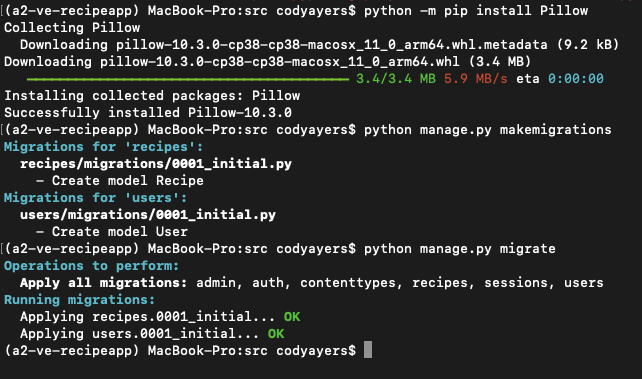 [(a2-ve-recipeapp) MacBook-Pro:src codyayers$ python -m pip install Pillow
Collecting Pillow
  Downloading pillow-10.3.0-cp38-cp38-macosx_11_0_arm64.whl.metadata (9.2 kB)
Downloading pillow-10.3.0-cp38-cp38-macosx_11_0_arm64.whl (3.4 MB)
3.4/3.4 MB 5.9 MB/s eta 0:00:00
Installing collected packages: Pillow
Successfully installed Pillow-10.3.0
[(a2-ve-recipeapp) MacBook-Pro:src codyayers$ python manage.py makemigrations
Migrations for 'recipes':
  recipes/migrations/0001_initial.py
    - Create model Recipe
Migrations for 'users':
  users/migrations/0001_initial.py
    - Create model User
[(a2-ve-recipeapp) MacBook-Pro:src codyayers$ python manage.py migrate
Operations to perform:
  Apply all migrations: admin, auth, contenttypes, recipes, sessions, users
Running migrations:
  Applying recipes.0001_initial... OK
  Applying users.0001_initial... OK
(a2-ve-recipeapp) MacBook-Pro:src codyayers$